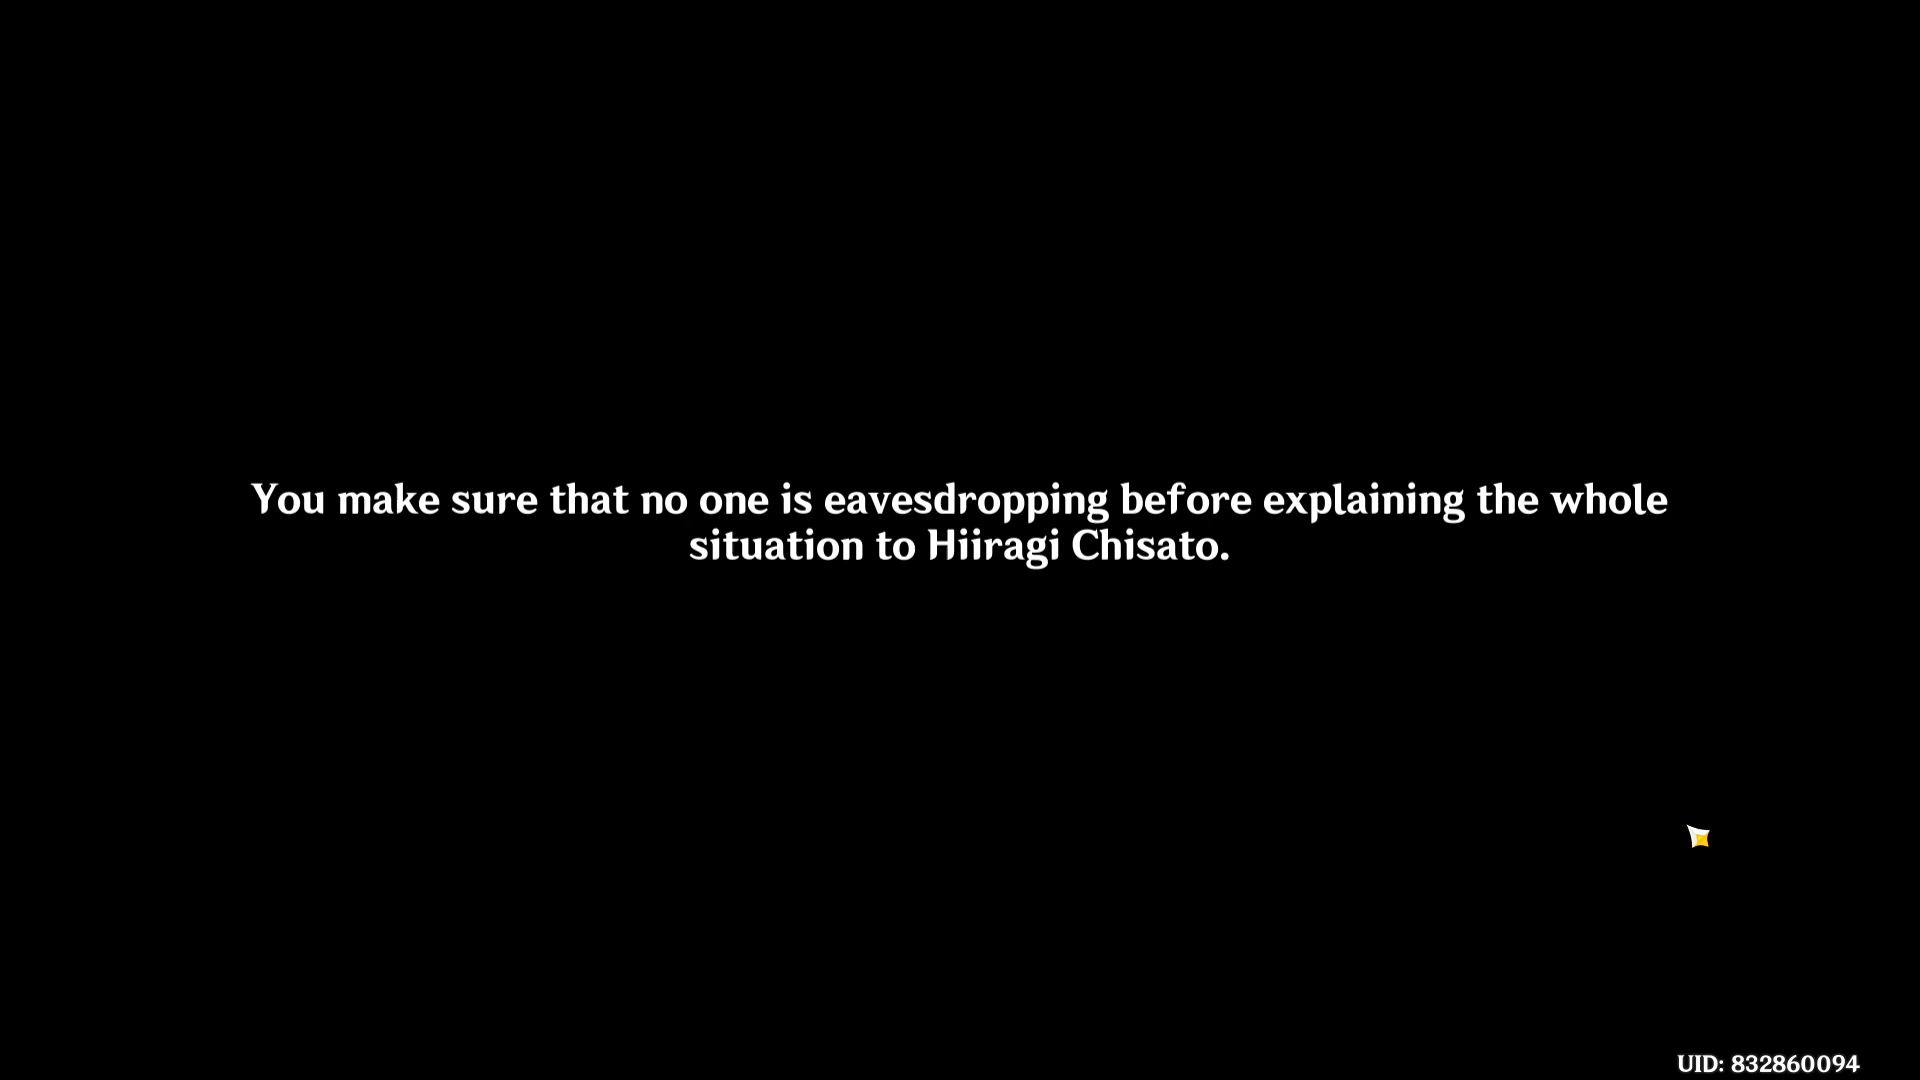 You make sure that no one is eavesdropping before explaining the whole
situation to Hiiragi Chisato.
UID: 832860094